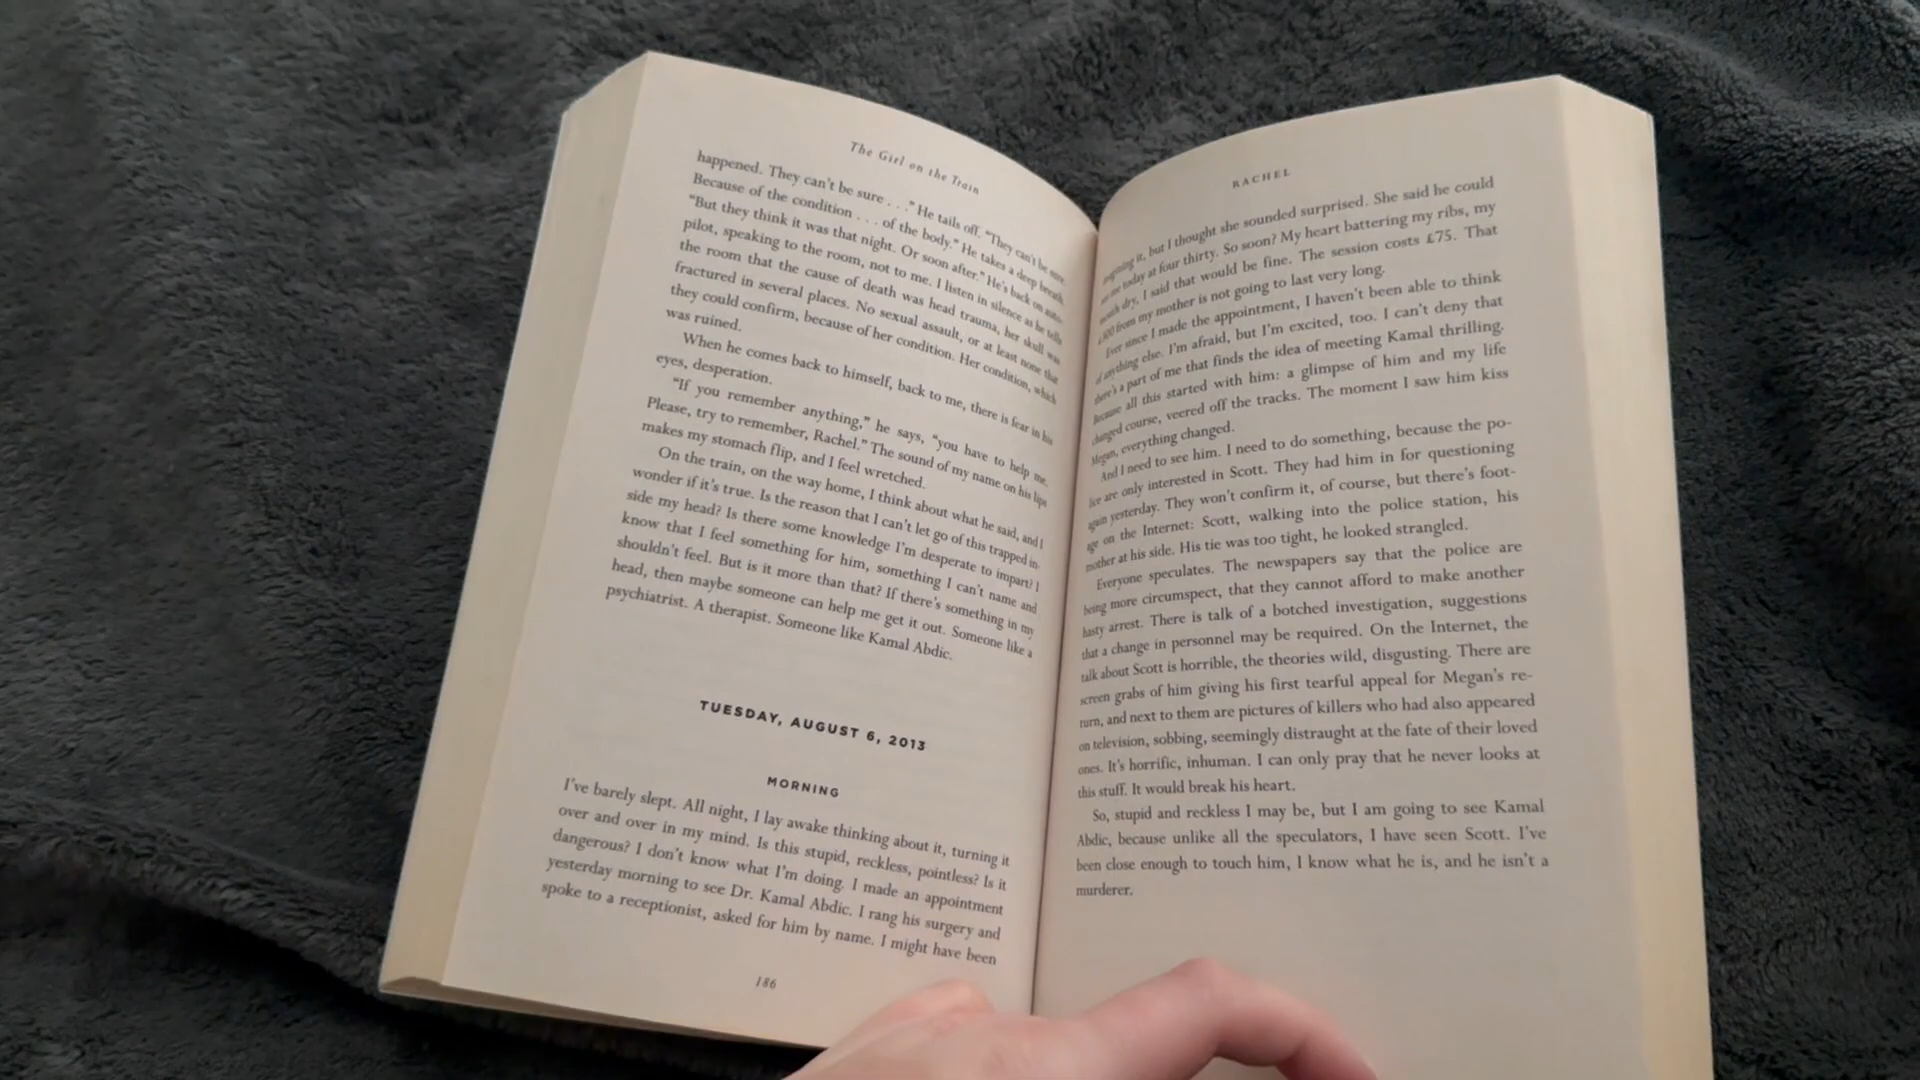 The Girl on the Train
happened. They can't be sure . . ." He tails off. "They can't be sure.
Because of the condition . . . of the body." He takes a deep breath.
"But they think it was that night. Or soon after." He's back on auto-
pilot, speaking to the room, not to me. I listen in silence as he tells
the room that the cause of death was head trauma, her skull was
fractured in several places. No sexual assault, or at least none that
they could confirm, because of her condition. Her condition, which
was ruined.
When he comes back to himself, back to me, there is fear in his
eyes, desperation.
"If you remember anything," he says, "you have to help me.
Please, try to remember, Rachel." The sound of my name on his lips
makes my stomach flip, and I feel wretched.
On the train, on the way home, I think about what he said, and I
wonder if it's true. Is the reason that I can't let go of this trapped in-
side my head? Is there some knowledge I'm desperate to impart? I
know that I feel something for him, something I can't name and
shouldn't feel. But is it more than that? If there's something in my
head, then maybe someone can help me get it out. Someone like a
psychiatrist. A therapist. Someone like Kamal Abdic.
TUESDAY, AUGUST 6, 2013
MORNING
I've barely slept. All night, I lay awake thinking about it, turning it
over and over in my mind. Is this stupid, reckless, pointless? Is it
dangerous? I don't know what I'm doing. I made an appointment
yesterday morning to see Dr. Kamal Abdic. I rang his surgery and
spoke to a receptionist, asked for him by name. I might have been
186
RACHEL
imagining it, but I thought she sounded surprised. She said he could
see me today at four thirty. So soon? My heart battering my ribs, my
mouth dry, I said that would be fine. The session costs £75. That
£300 from my mother is not going to last very long.
Ever since I made the appointment, I haven't been able to think
of anything else. I'm afraid, but I'm excited, too. I can't deny that
there's a part of me that finds the idea of meeting Kamal thrilling.
Because all this started with him: a glimpse of him and my life
changed course, veered off the tracks. The moment I saw him kiss
Megan, everything changed.
And I need to see him. I need to do something, because the po-
lice are only interested in Scott. They had him in for questioning
again yesterday. They won't confirm it, of course, but there's foot-
age on the Internet: Scott, walking into the police station, his
mother at his side. His tie was too tight, he looked strangled.
Everyone speculates. The newspapers say that the police are
being more circumspect, that they cannot afford to make another
hasty arrest. There is talk of a botched investigation, suggestions
that a change in personnel may be required. On the Internet, the
talk about Scott is horrible, the theories wild, disgusting. There are
screen grabs of him giving his first tearful appeal for Megan's re-
turn, and next to them are pictures of killers who had also appeared
on television, sobbing, seemingly distraught at the fate of their loved
ones. It's horrific, inhuman. I can only pray that he never looks at
this stuff. It would break his heart.
So, stupid and reckless I may be, but I am going to see Kamal
Abdic, because unlike all the speculators, I have seen Scott. I've
been close enough to touch him, I know what he is, and he isn't a
murderer.